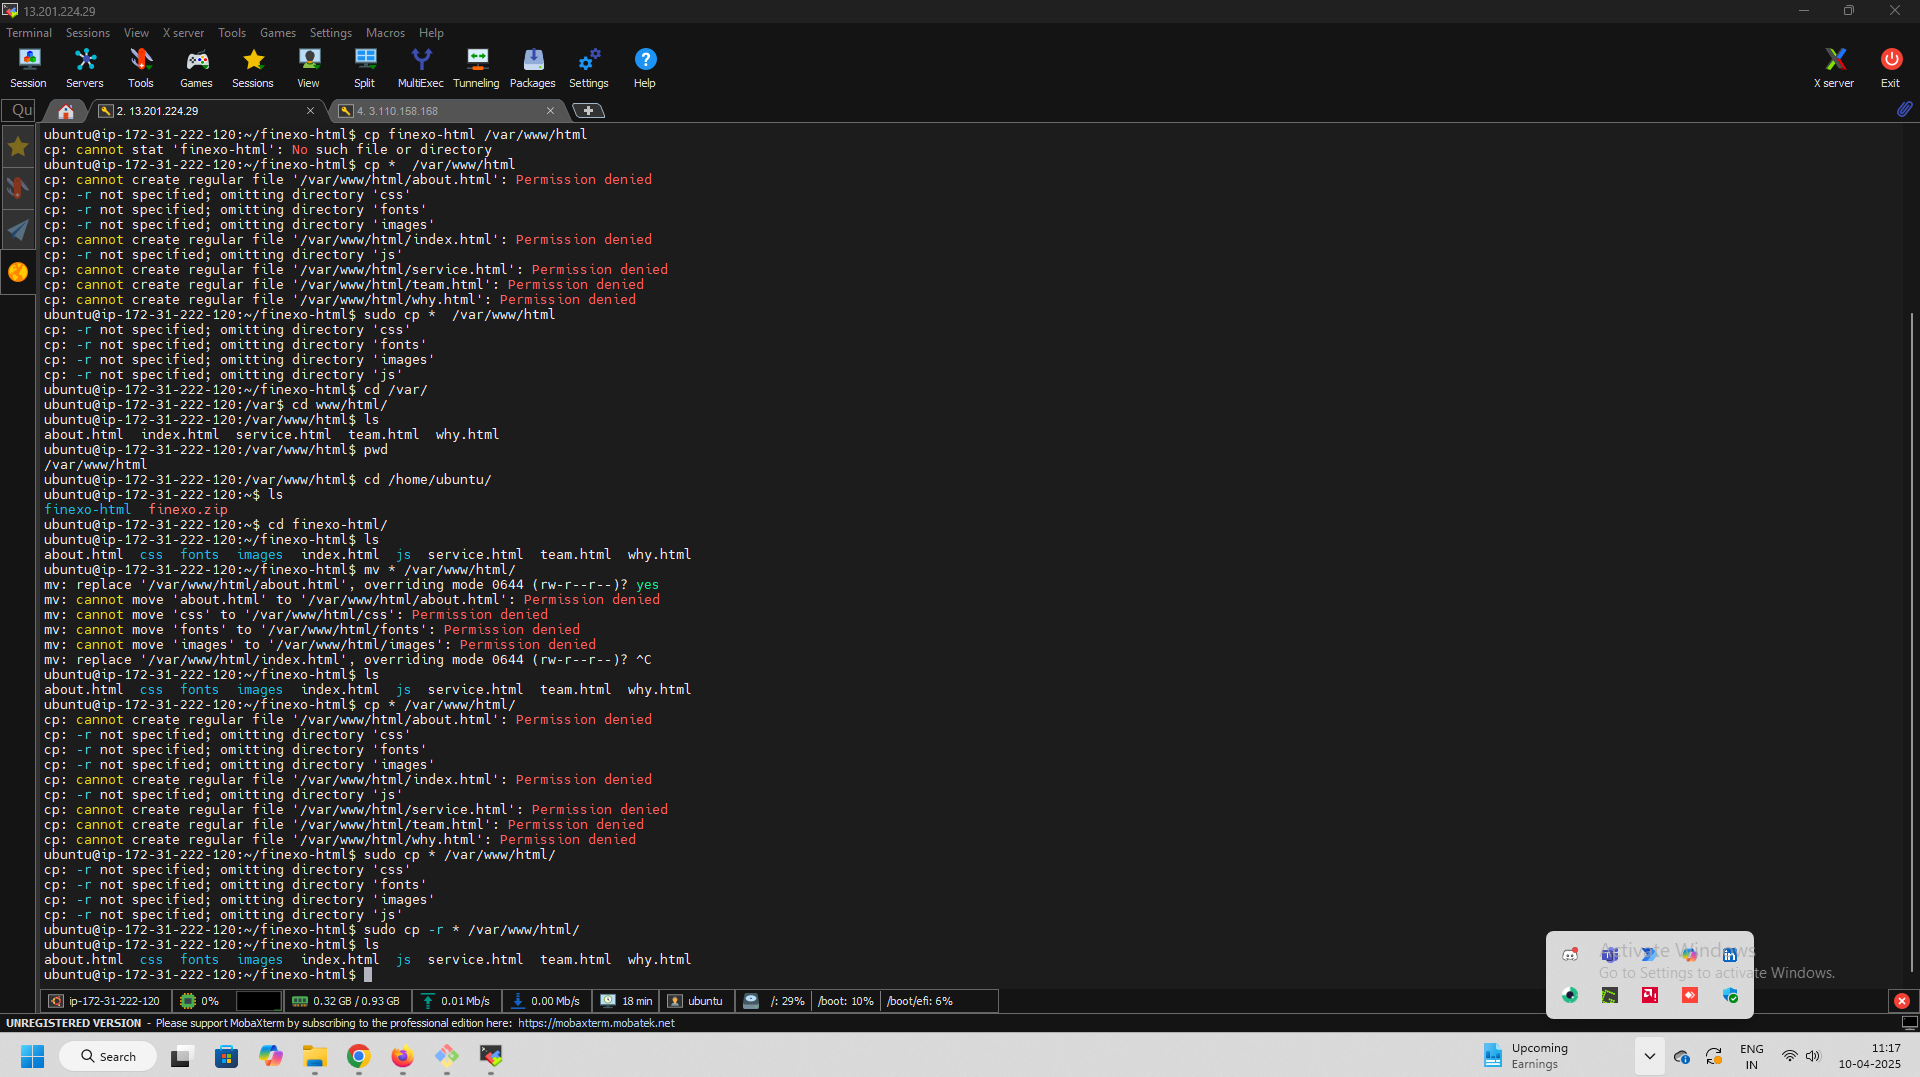 13.201.224.29
Terminal Sessions View X server Tools Games Settings Macros Help
Session Servers Tools Games Sessions View Split MultiExec Tunneling Packages Settings Help X server Exit
Qu 2. 13.201.224.29 4. 3.110.158.168
ubuntu@ip-172-31-222-120:~/finexo-html$ cp finexo-html /var/www/html
cp: cannot stat 'finexo-html': No such file or directory
ubuntu@ip-172-31-222-120:~/finexo-html$ cp *  /var/www/html
cp: cannot create regular file '/var/www/html/about.html': Permission denied
cp: -r not specified; omitting directory 'css'
cp: -r not specified; omitting directory 'fonts'
cp: -r not specified; omitting directory 'images'
cp: cannot create regular file '/var/www/html/index.html': Permission denied
cp: -r not specified; omitting directory 'js'
cp: cannot create regular file '/var/www/html/service.html': Permission denied
cp: cannot create regular file '/var/www/html/team.html': Permission denied
cp: cannot create regular file '/var/www/html/why.html': Permission denied
ubuntu@ip-172-31-222-120:~/finexo-html$ sudo cp *  /var/www/html
cp: -r not specified; omitting directory 'css'
cp: -r not specified; omitting directory 'fonts'
cp: -r not specified; omitting directory 'images'
cp: -r not specified; omitting directory 'js'
ubuntu@ip-172-31-222-120:~/finexo-html$ cd /var/
ubuntu@ip-172-31-222-120:/var$ cd www/html/
ubuntu@ip-172-31-222-120:/var/www/html$ ls
about.html  index.html  service.html  team.html  why.html
ubuntu@ip-172-31-222-120:/var/www/html$ pwd
/var/www/html
ubuntu@ip-172-31-222-120:/var/www/html$ cd /home/ubuntu/
ubuntu@ip-172-31-222-120:~$ ls
finexo-html  finexo.zip
ubuntu@ip-172-31-222-120:~$ cd finexo-html/
ubuntu@ip-172-31-222-120:~/finexo-html$ ls
about.html  css  fonts  images  index.html  js  service.html  team.html  why.html
ubuntu@ip-172-31-222-120:~/finexo-html$ mv * /var/www/html/
mv: replace '/var/www/html/about.html', overriding mode 0644 (rw-r--r--)? yes
mv: cannot move 'about.html' to '/var/www/html/about.html': Permission denied
mv: cannot move 'css' to '/var/www/html/css': Permission denied
mv: cannot move 'fonts' to '/var/www/html/fonts': Permission denied
mv: cannot move 'images' to '/var/www/html/images': Permission denied
mv: replace '/var/www/html/index.html', overriding mode 0644 (rw-r--r--)? ^C
ubuntu@ip-172-31-222-120:~/finexo-html$ ls
about.html  css  fonts  images  index.html  js  service.html  team.html  why.html
ubuntu@ip-172-31-222-120:~/finexo-html$ cp * /var/www/html/
cp: cannot create regular file '/var/www/html/about.html': Permission denied
cp: -r not specified; omitting directory 'css'
cp: -r not specified; omitting directory 'fonts'
cp: -r not specified; omitting directory 'images'
cp: cannot create regular file '/var/www/html/index.html': Permission denied
cp: -r not specified; omitting directory 'js'
cp: cannot create regular file '/var/www/html/service.html': Permission denied
cp: cannot create regular file '/var/www/html/team.html': Permission denied
cp: cannot create regular file '/var/www/html/why.html': Permission denied
ubuntu@ip-172-31-222-120:~/finexo-html$ sudo cp * /var/www/html/
cp: -r not specified; omitting directory 'css'
cp: -r not specified; omitting directory 'fonts'
cp: -r not specified; omitting directory 'images'
cp: -r not specified; omitting directory 'js'
ubuntu@ip-172-31-222-120:~/finexo-html$ sudo cp -r * /var/www/html/
ubuntu@ip-172-31-222-120:~/finexo-html$ ls
about.html  css  fonts  images  index.html  js  service.html  team.html  why.html
ubuntu@ip-172-31-222-120:~/finexo-html$
Activate Windows
Go to Settings to activate Windows.
ip-172-31-222-120 0% 0.32 GB / 0.93 GB 0.01 Mb/s 0.00 Mb/s 18 min ubuntu /: 29% /boot: 10% /boot/efi: 6%
UNREGISTERED VERSION - Please support MobaXterm by subscribing to the professional edition here: https://mobaxterm.mobatek.net
Search
Upcoming
Earnings
ENG
IN
11:17
10-04-2025